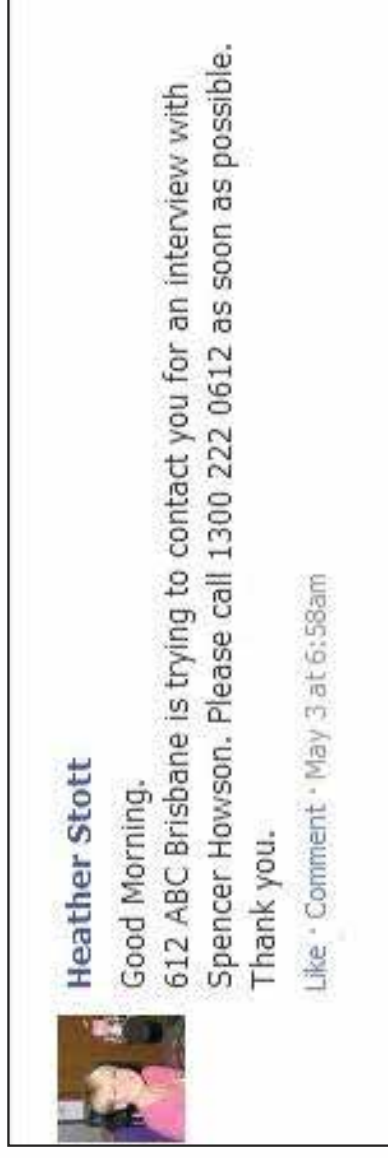 Heather Stott
Good Morning.
612 ABC Brisbane is trying to contact you for an interview with
Spencer Howson. Please call 1300 222 0612 as soon as possible.
Thank you.
Like · Comment · May 3 at 6:58am